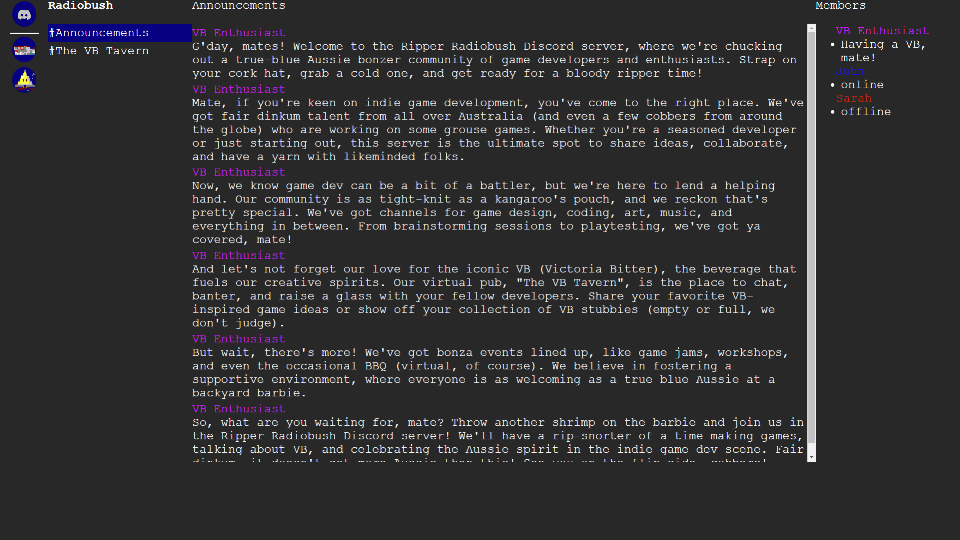 Radiobush
Announcements
Members
Announcements
The VB Tavern
VB Enthusiast
G'day, mates! Welcome to the Ripper Radiobush Discord server, where we're chucking
out a true-blue Aussie bonzer community of game developers and enthusiasts. Strap on
your cork hat, grab a cold one, and get ready for a bloody ripper time!
VB Enthusiast
Mate, if you're keen on indie game development, you've come to the right place. We've
got fair dinkum talent from all over Australia (and even a few cobbers from around
the globe) who are working on some grouse games. Whether you're a seasoned developer
or just starting out, this server is the ultimate spot to share ideas, collaborate,
and have a yarn with likeminded folks.
VB Enthusiast
Now, we know game dev can be a bit of a battler, but we're here to lend a helping
hand. Our community is as tight-knit as a kangaroo's pouch, and we reckon that's
pretty special. We've got channels for game design, coding, art, music, and
everything in between. From brainstorming sessions to playtesting, we've got ya
covered, mate!
VB Enthusiast
And let's not forget our love for the iconic VB (Victoria Bitter), the beverage that
fuels our creative spirits. Our virtual pub, "The VB Tavern", is the place to chat,
banter, and raise a glass with your fellow developers. Share your favorite VB-
inspired game ideas or show off your collection of VB stubbies (empty or full, we
don't judge).
VB Enthusiast
But wait, there's more! We've got bonza events lined up, like game jams, workshops,
and even the occasional BBQ (virtual, of course). We believe in fostering a
supportive environment, where everyone is as welcoming as a true blue Aussie at a
backyard barbie.
VB Enthusiast
So, what are you waiting for, mate? Throw another shrimp on the barbie and join us in
the Ripper Radiobush Discord server! We'll have a rip-snorter of a time making games,
talking about VB, and celebrating the Aussie spirit in the indie game dev scene. Fair
VB Enthusiast
• Having a VB,
mate!
John
• online
Sarah
• offline